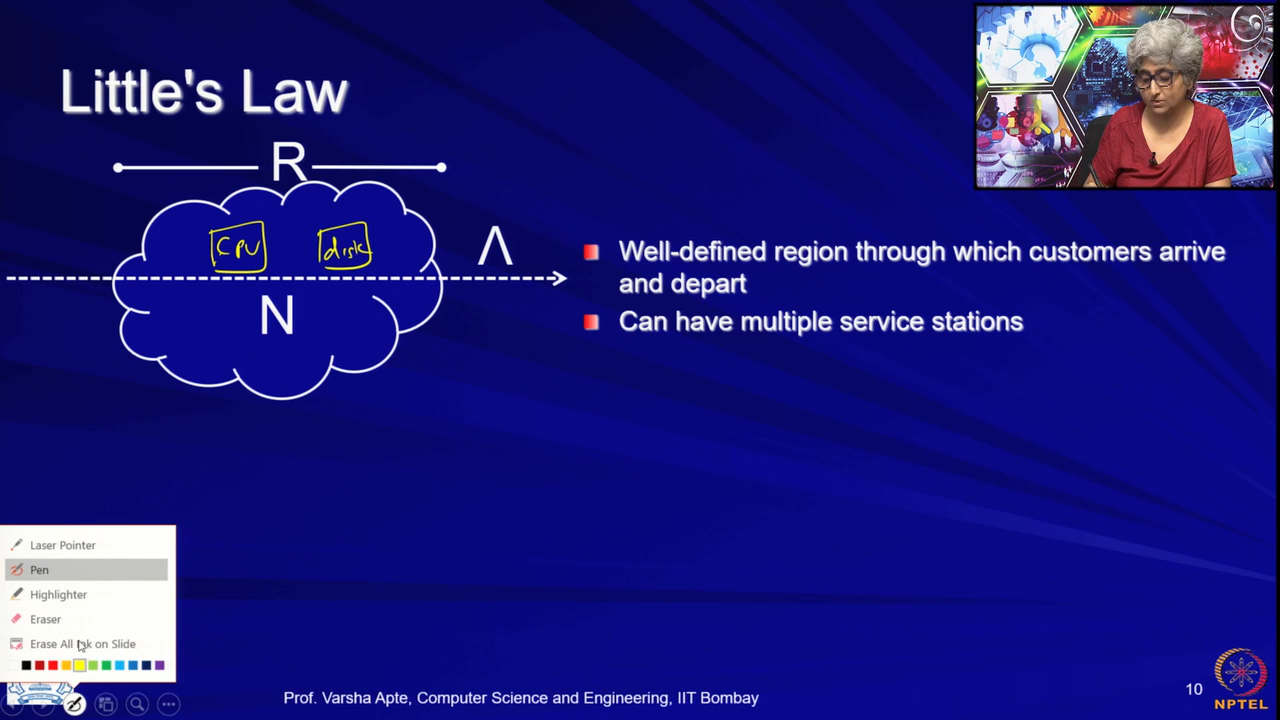 Little's Law
R
CPU
disk
Λ
N
Well-defined region through which customers arrive
and depart
Can have multiple service stations
Laser Pointer
Pen
Highlighter
Eraser
Erase All Ink on Slide
Prof. Varsha Apte, Computer Science and Engineering, IIT Bombay
10
NPTEL